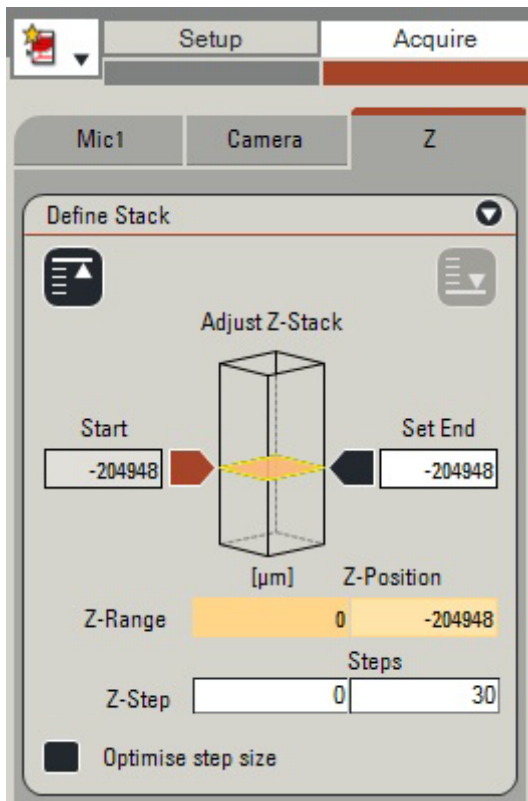 Setup Acquire
Mic1 Camera Z
Define Stack
Adjust Z-Stack
Start Set End
-204948 -204948
[µm] Z-Position
Z-Range 0 -204948
Steps
Z-Step 0 30
Optimise step size